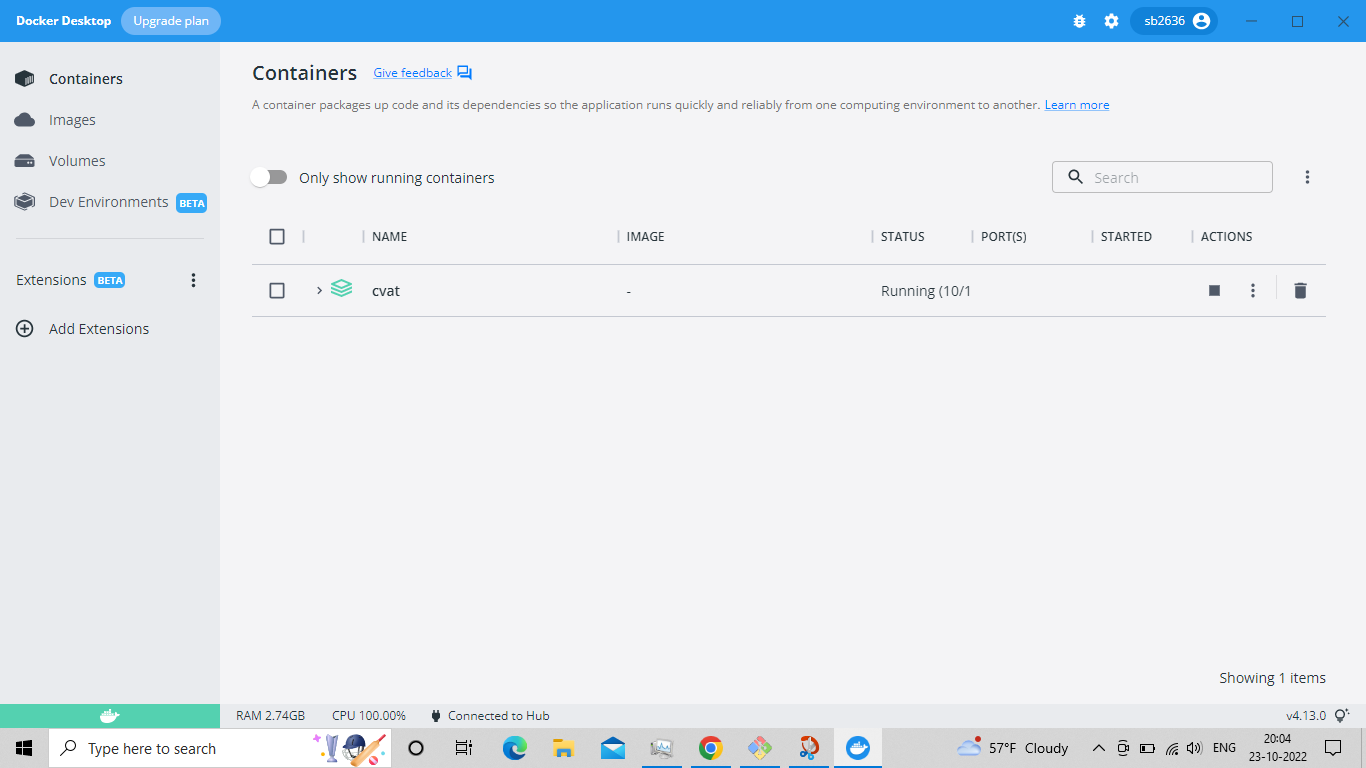 Docker Desktop Upgrade plan sb2636
Containers
Images
Volumes
Dev Environments BETA
Extensions BETA
Add Extensions
Containers Give feedback
A container packages up code and its dependencies so the application runs quickly and reliably from one computing environment to another. Learn more
Only show running containers Search
NAME IMAGE STATUS PORT(S) STARTED ACTIONS
cvat - Running (10/1
Showing 1 items
RAM 2.74GB CPU 100.00% Connected to Hub v4.13.0
Type here to search 57°F Cloudy ENG 20:04
23-10-2022